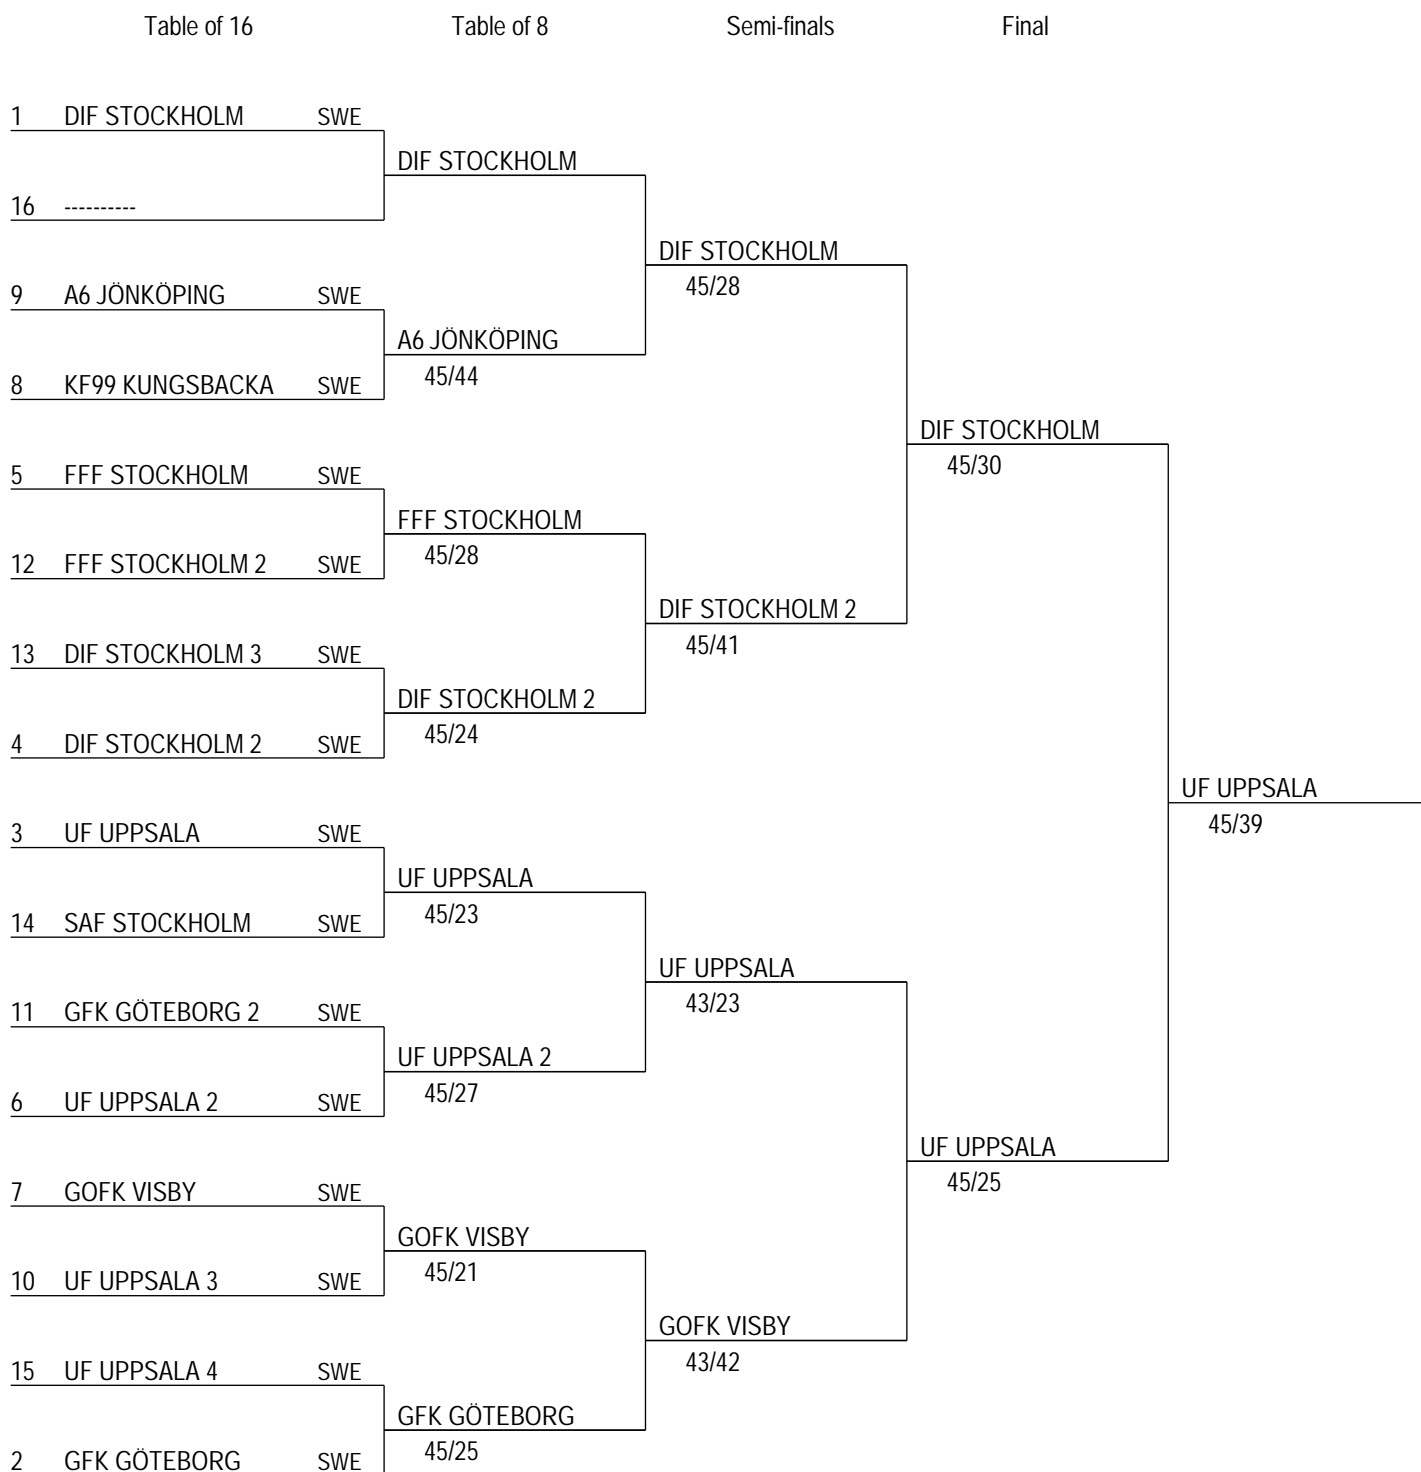 Table of 16 Table of 8 Semi-finals Final
1 DIF STOCKHOLM SWE
DIF STOCKHOLM
16 ----------
DIF STOCKHOLM
45/28
9 A6 JÖNKÖPING SWE
A6 JÖNKÖPING
45/44
8 KF99 KUNGSBACKA SWE
DIF STOCKHOLM
45/30
5 FFF STOCKHOLM SWE
FFF STOCKHOLM
45/28
12 FFF STOCKHOLM 2 SWE
DIF STOCKHOLM 2
45/41
13 DIF STOCKHOLM 3 SWE
DIF STOCKHOLM 2
45/24
4 DIF STOCKHOLM 2 SWE
UF UPPSALA
45/39
3 UF UPPSALA SWE
UF UPPSALA
45/23
14 SAF STOCKHOLM SWE
UF UPPSALA
43/23
11 GFK GÖTEBORG 2 SWE
UF UPPSALA 2
45/27
6 UF UPPSALA 2 SWE
UF UPPSALA
45/25
7 GOFK VISBY SWE
GOFK VISBY
45/21
10 UF UPPSALA 3 SWE
GOFK VISBY
43/42
15 UF UPPSALA 4 SWE
GFK GÖTEBORG
45/25
2 GFK GÖTEBORG SWE